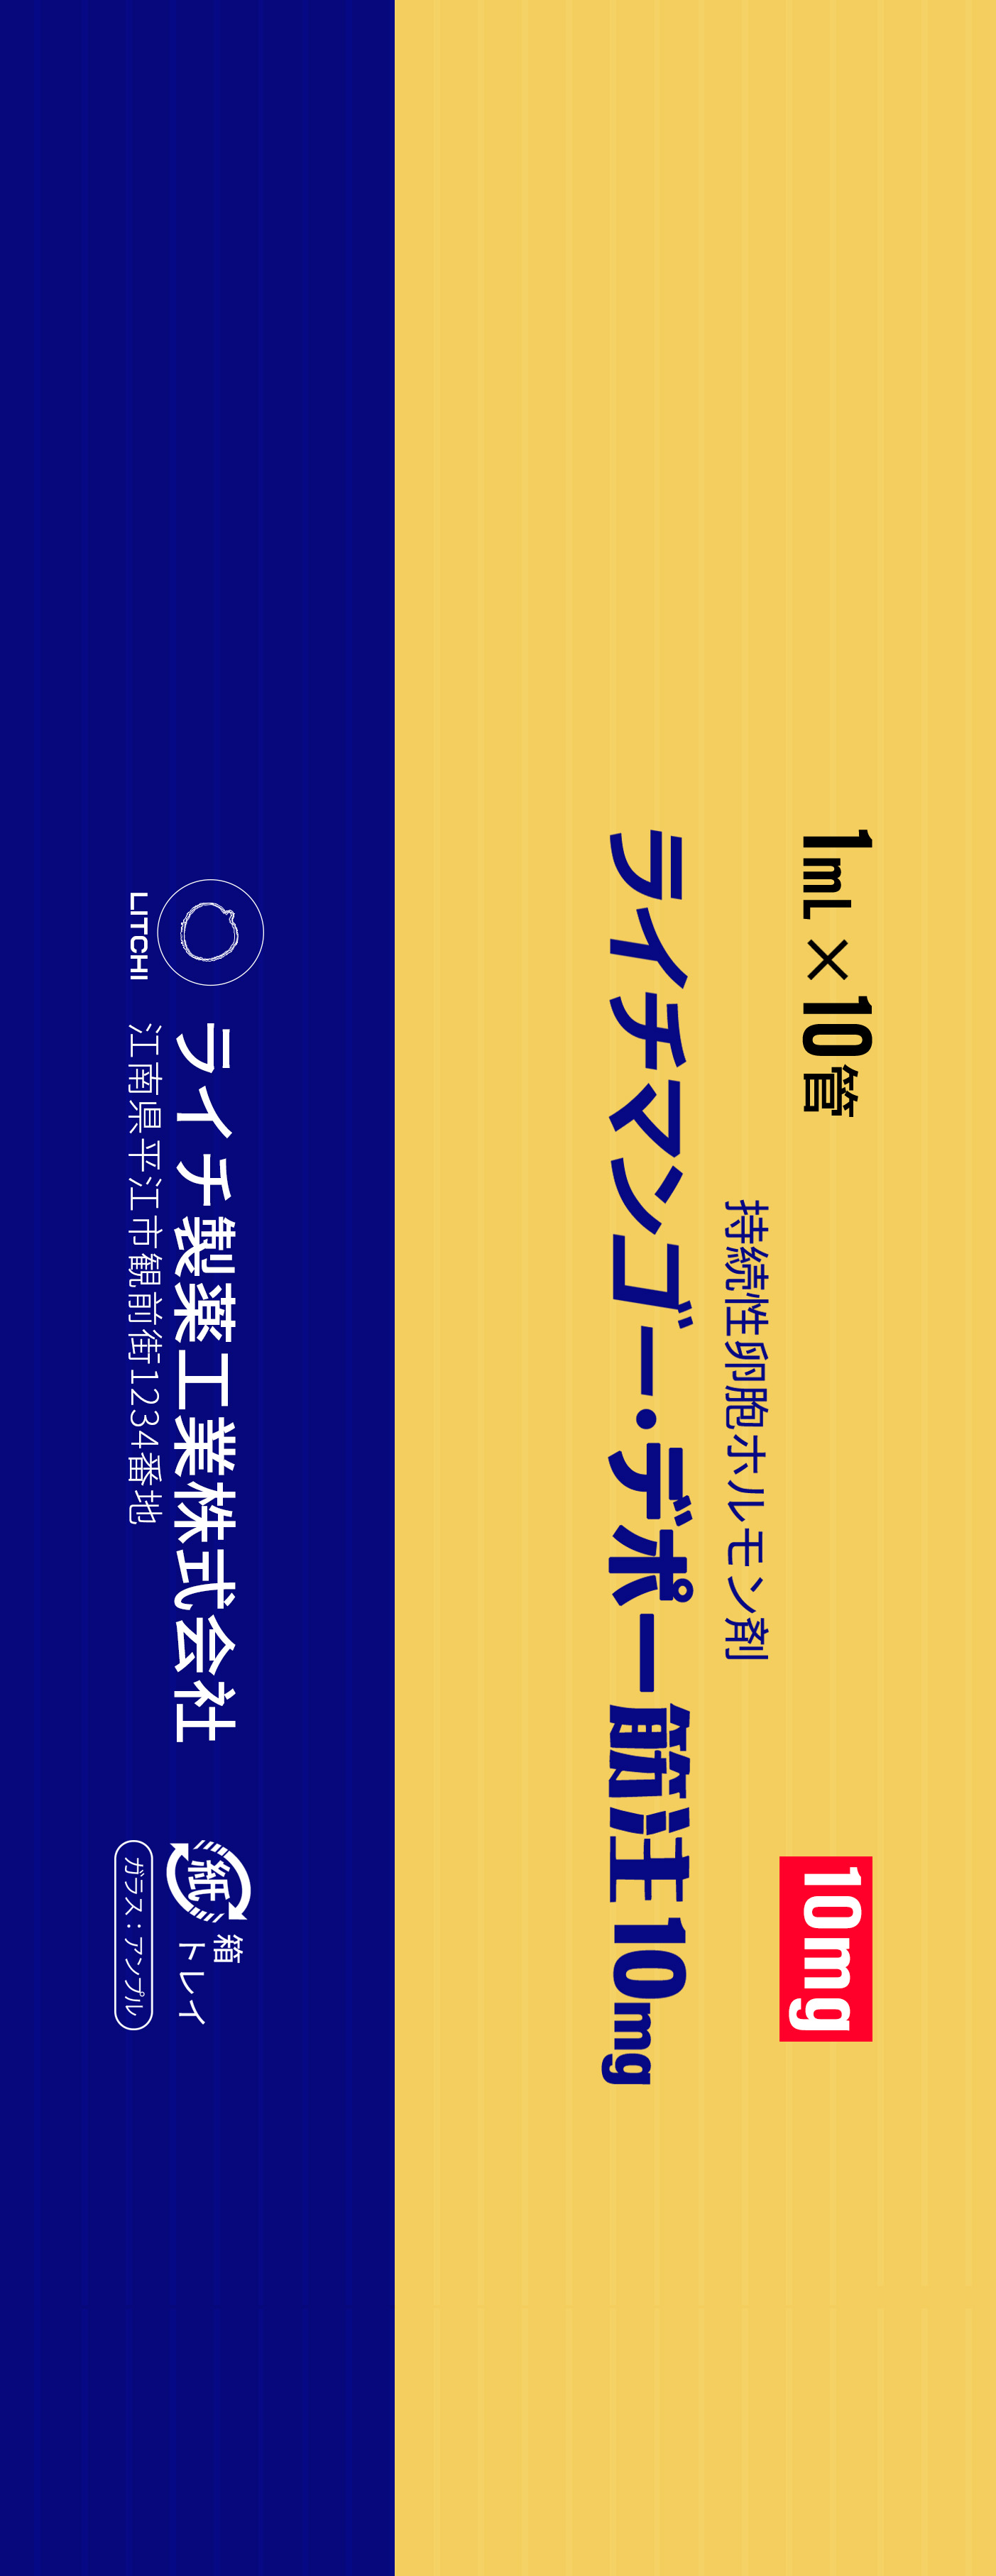 1mL×10管
10mg
持続性卵胞ホルモン剤
ライチマンゴー・デポー筋注10mg
LITCHI
ライチ製薬工業株式会社
江南県平江市観前街1234番地
紙
箱
トレイ
ガラス：アンプル